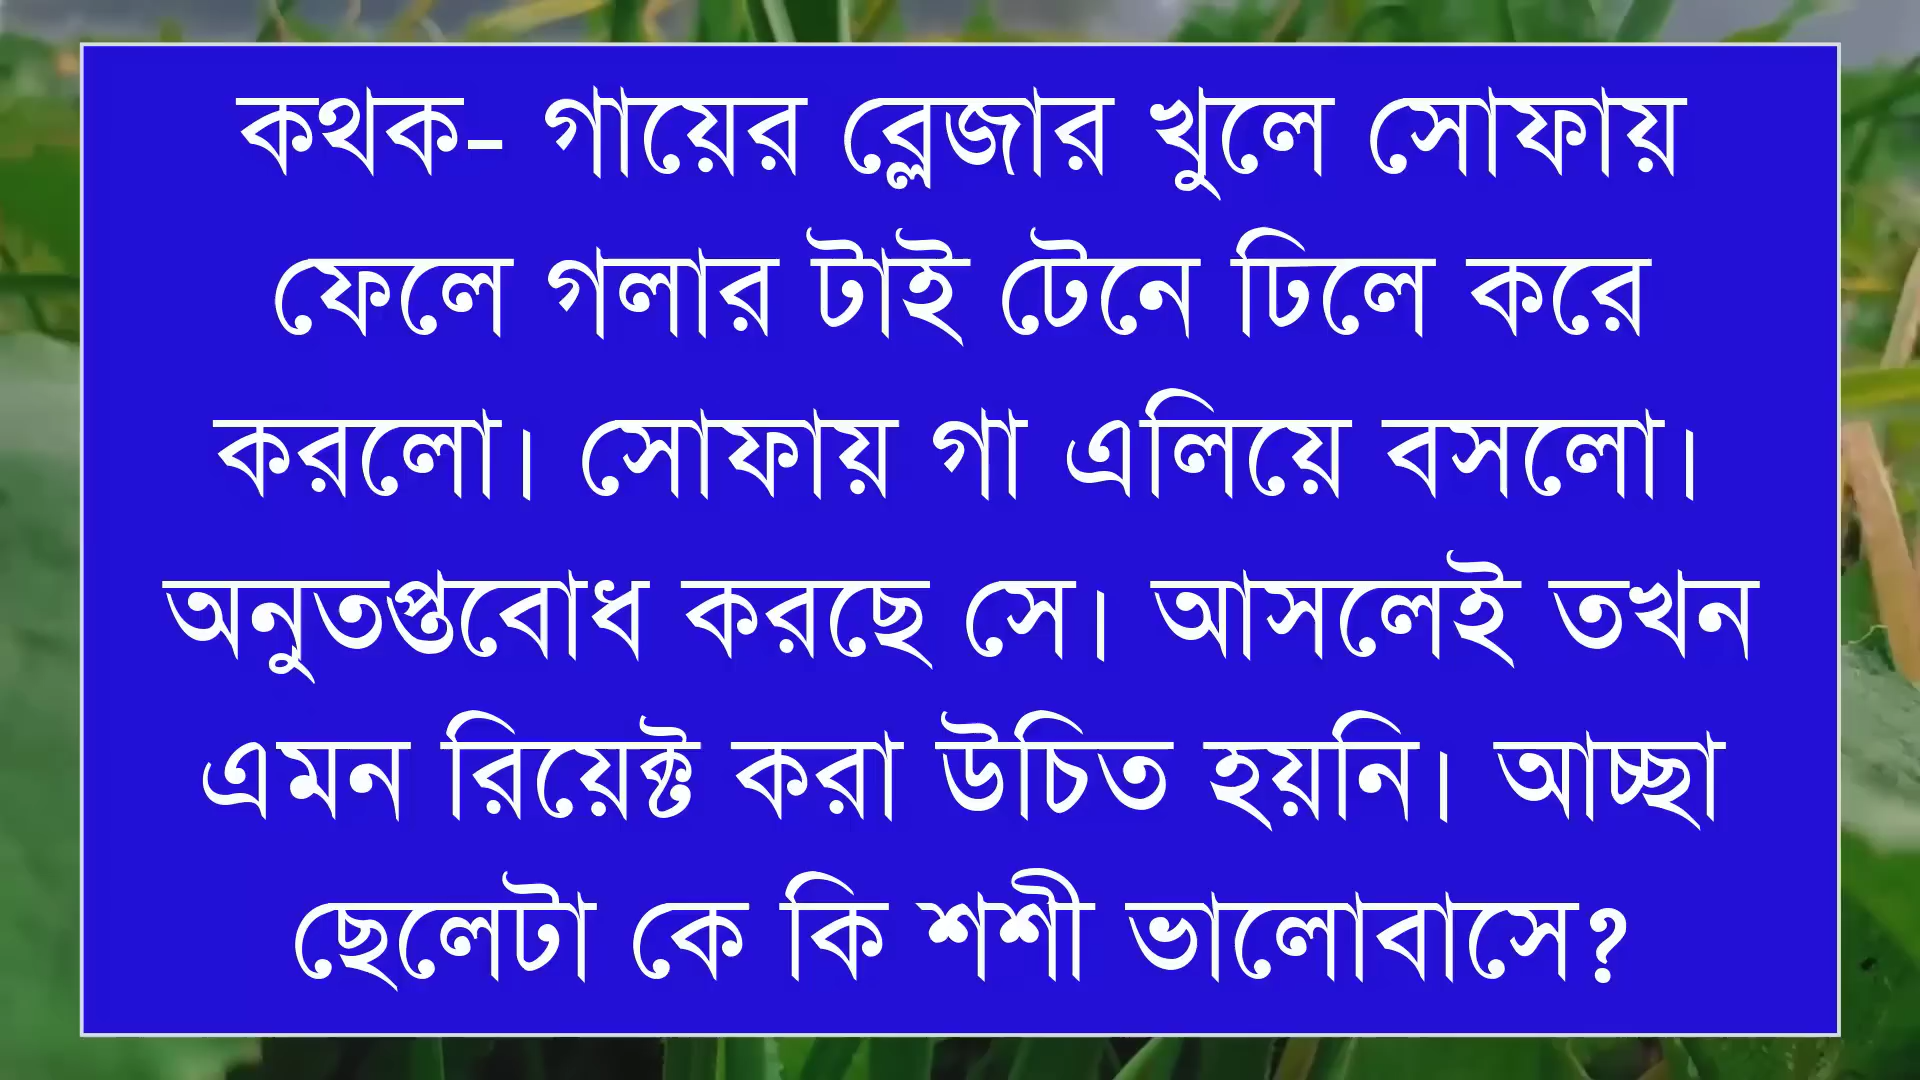 কথক- গায়ের ব্লেজার খুলে সোফায়
ফেলে গলার টাই টেনে ঢিলে করে
করলো। সোফায় গা এলিয়ে বসলো।
অনুতপ্তবোধ করছে সে। আসলেই তখন
এমন রিয়েক্ট করা উচিত হয়নি। আচ্ছা
ছেলেটা কে কি শশী ভালোবাসে?